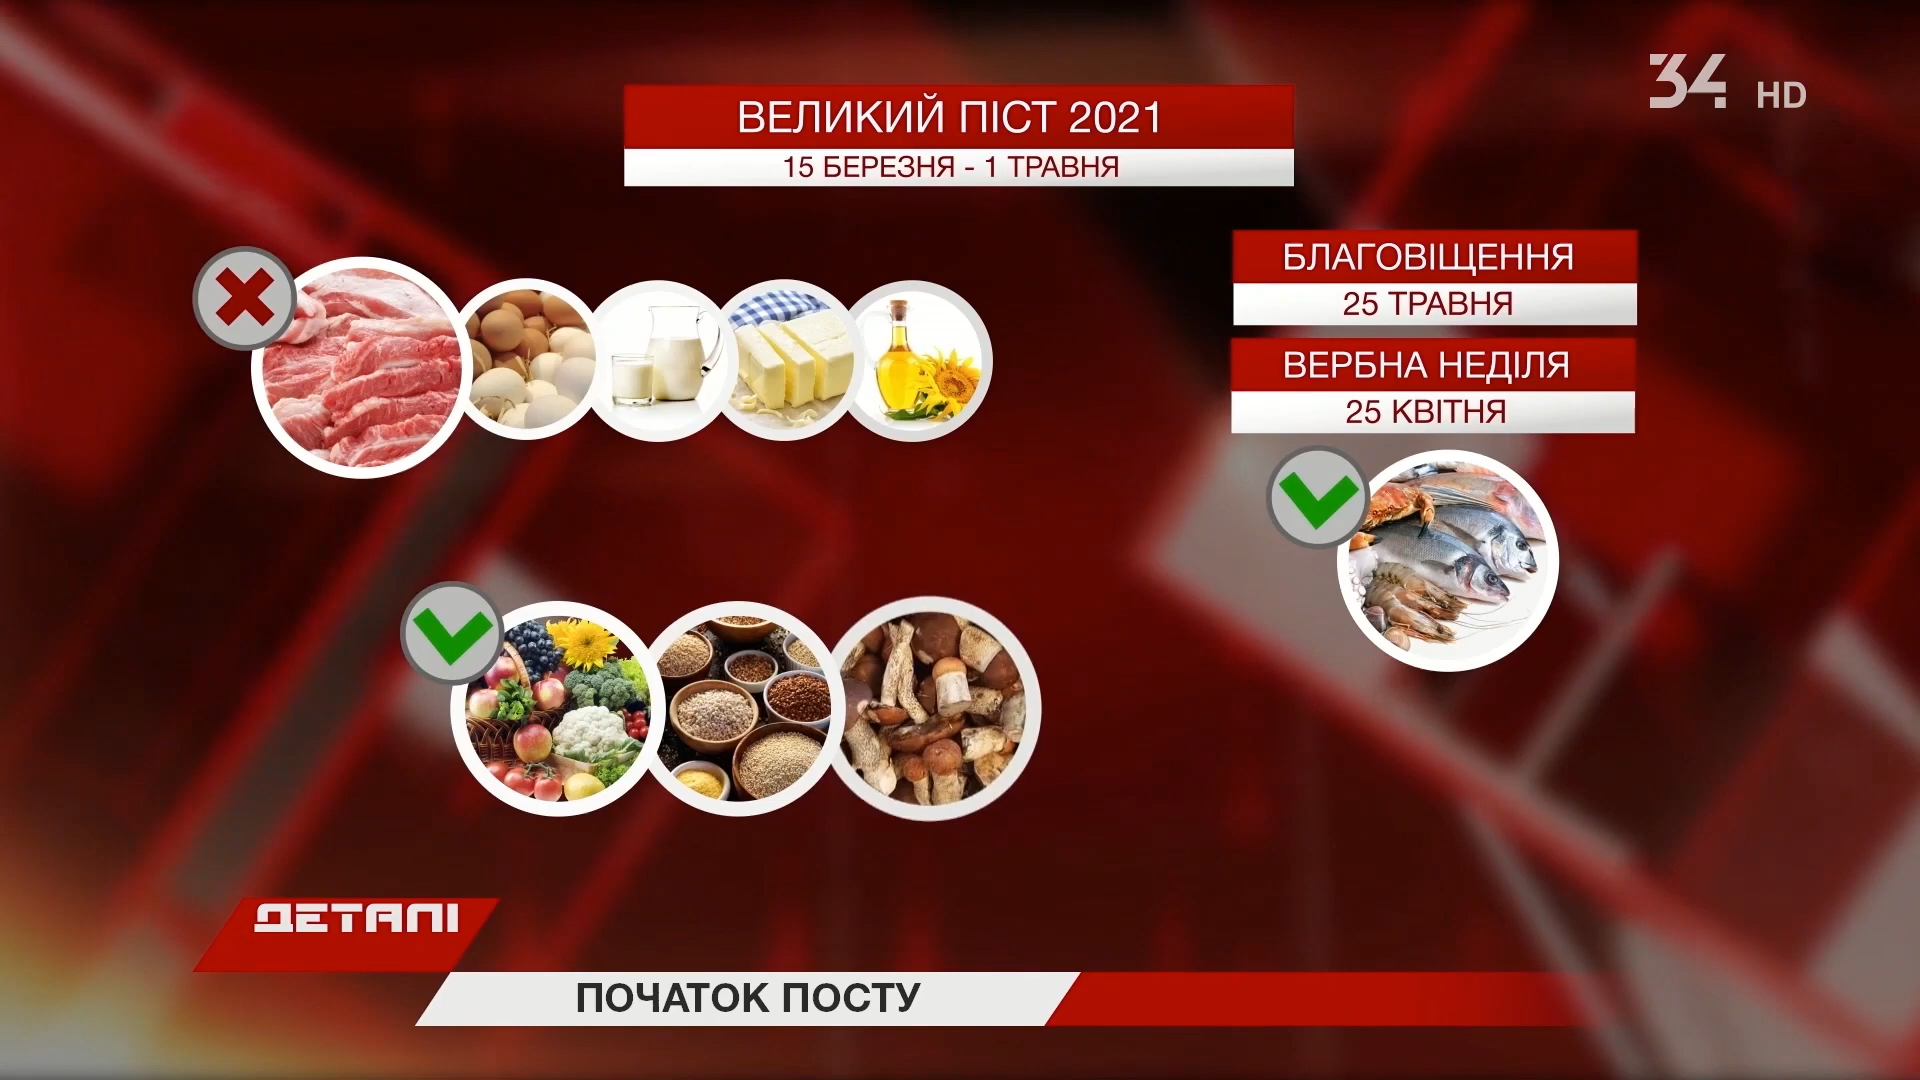 34 HD
ВЕЛИКИЙ ПІСТ 2021
15 БЕРЕЗНЯ - 1 ТРАВНЯ
БЛАГОВІЩЕННЯ
25 ТРАВНЯ
ВЕРБНА НЕДІЛЯ
25 КВІТНЯ
ДЕТАЛІ
ПОЧАТОК ПОСТУ